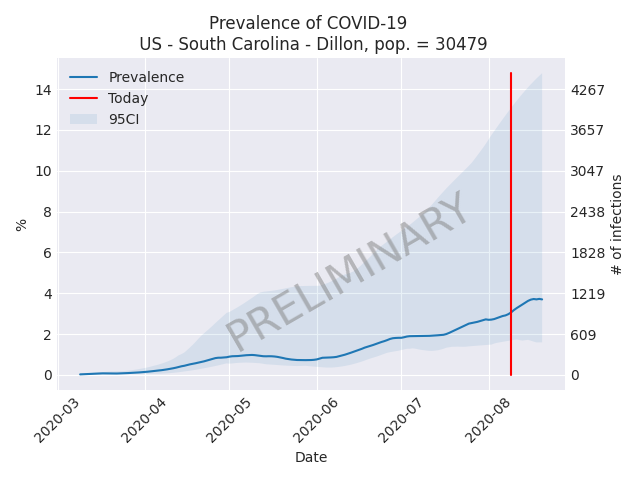 Prevalence of COVID-19
US - South Carolina - Dillon, pop. = 30479
Prevalence
Today
95CI
14
12
10
8
6
4
2
0
%
4267
3657
3047
2438
1828
1219
609
0
# of infections
PRELIMINARY
2020-03
2020-04
2020-05
2020-06
2020-07
2020-08
Date